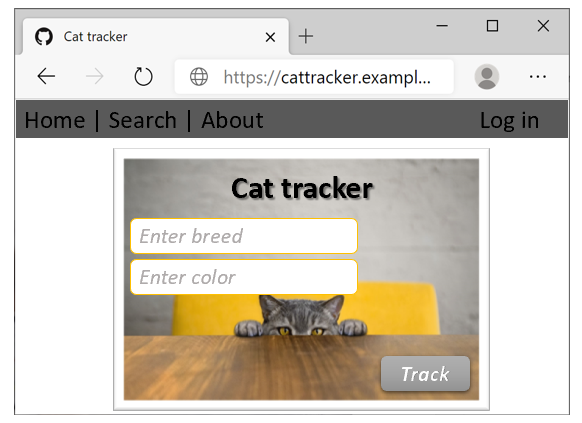 Cat tracker
https://cattracker.exampl...
Home | Search | About
Log in
Cat tracker
Enter breed
Enter color
Track